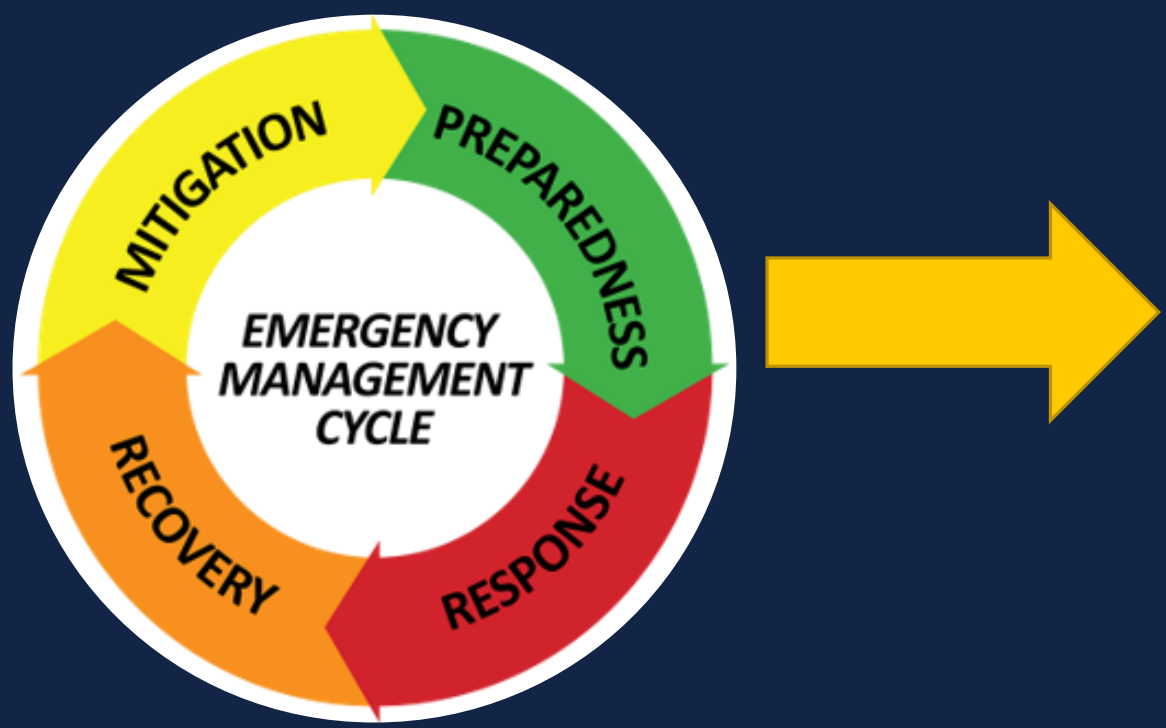 MITIGATION
PREPAREDNESS
EMERGENCY
MANAGEMENT
CYCLE
RECOVERY
RESPONSE